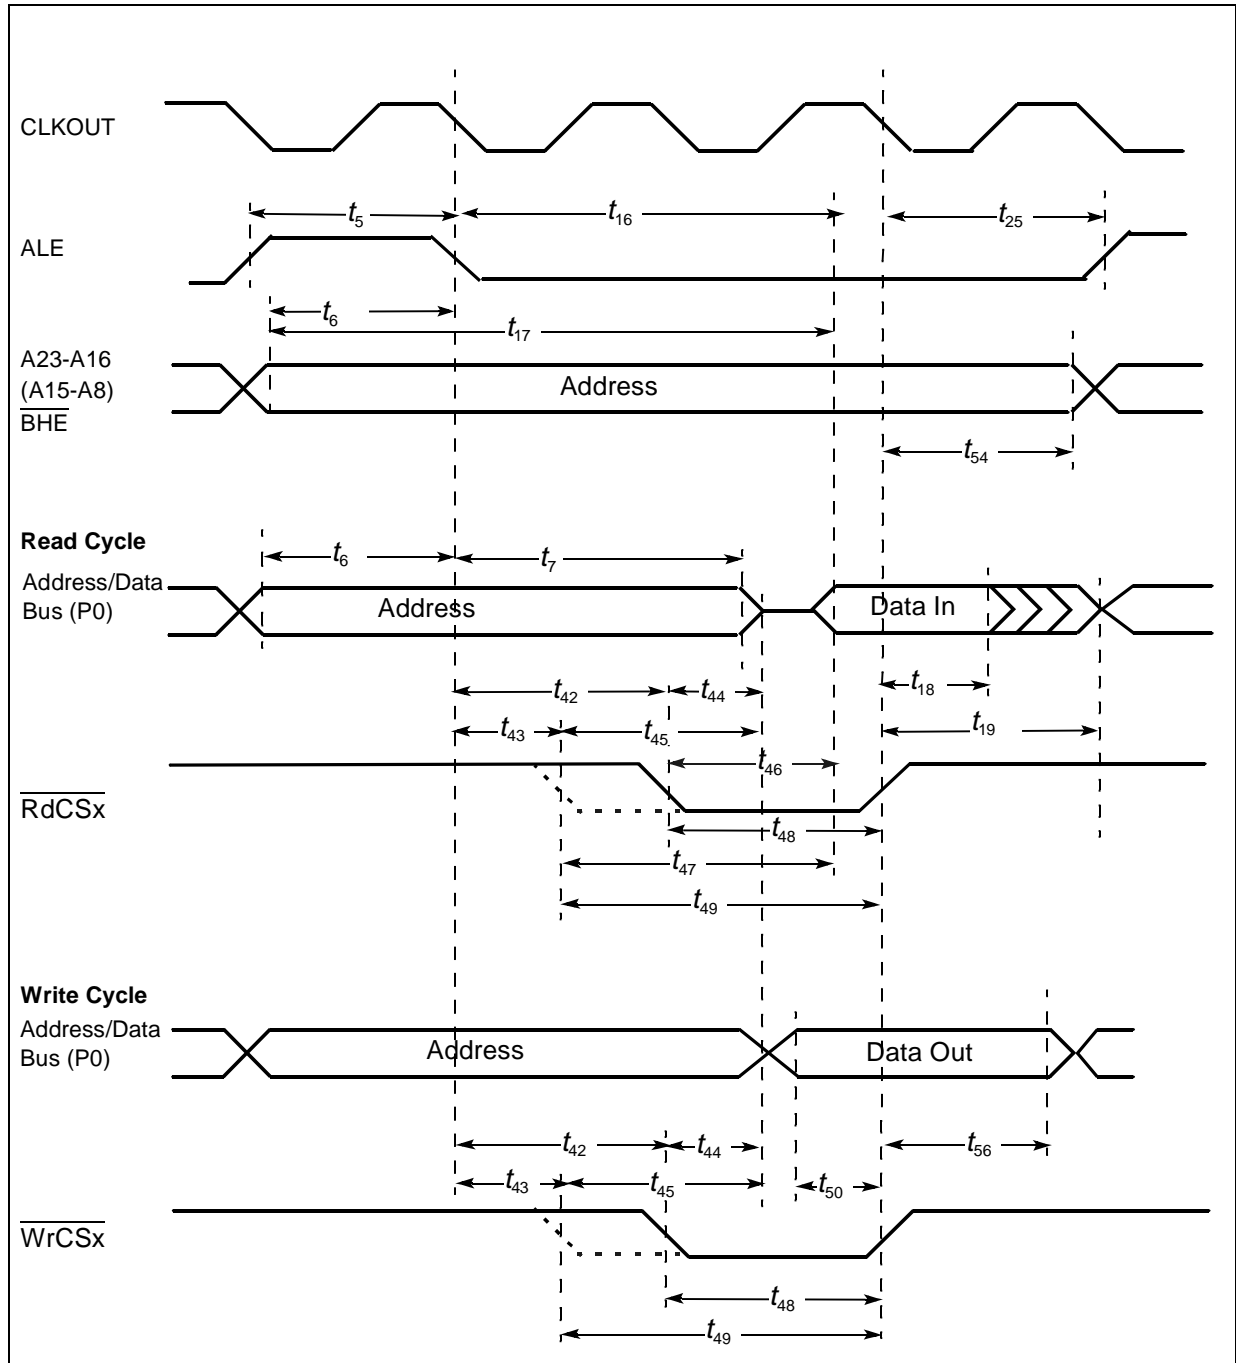 CLKOUT
t5 t16 t25
ALE
t6 t17
A23-A16
(A15-A8)
BHE
Address
t54
Read Cycle
t6 t7
Address/Data
Bus (P0)
Address Data In
t42 t44 t18
t43 t45 t19
t46
RdCSx
t48
t47
t49
Write Cycle
Address/Data
Bus (P0)
Address Data Out
t42 t44 t56
t43 t45 t50
WrCSx
t48
t49